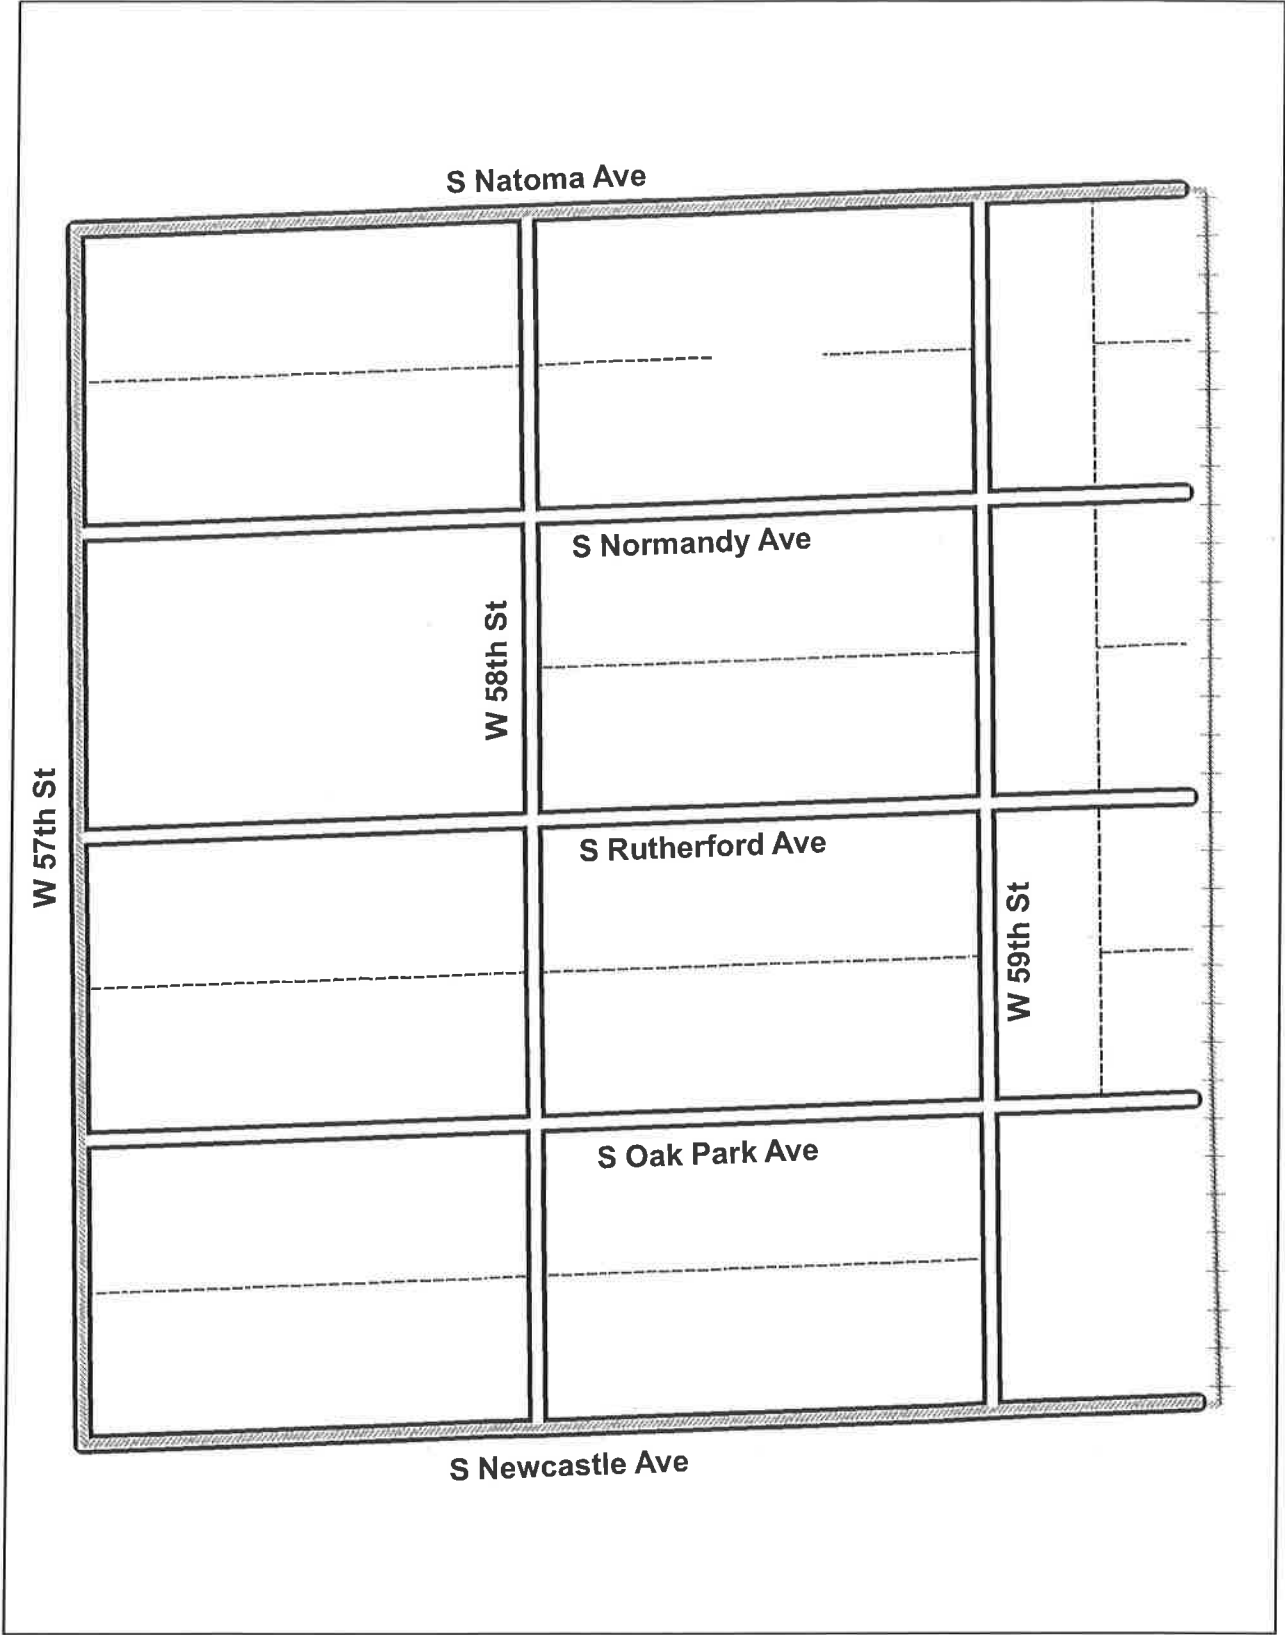 S Natoma Ave
S Normandy Ave
W 58th St
W 57th St
S Rutherford Ave
W 59th St
S Oak Park Ave
S Newcastle Ave